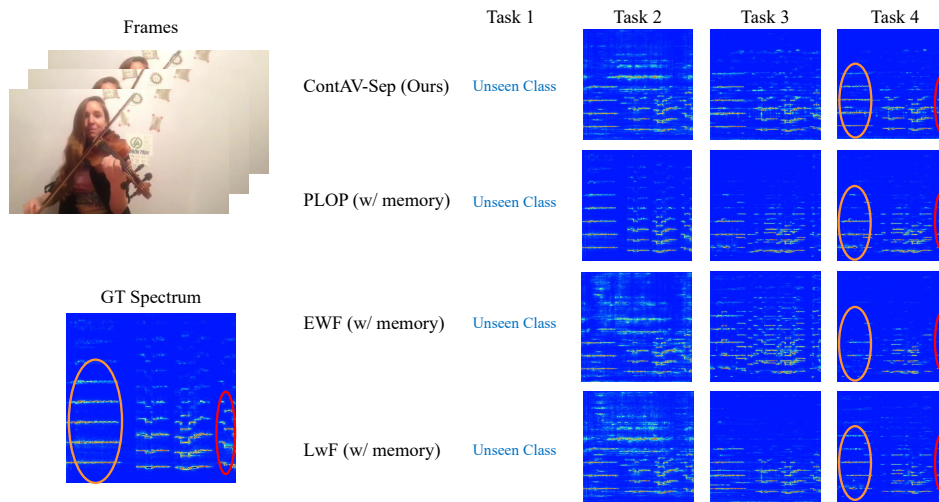 Frames
Task 1
Task 2
Task 3
Task 4
ContAV-Sep (Ours)
Unseen Class
PLOP (w/ memory)
Unseen Class
GT Spectrum
EWF (w/ memory)
Unseen Class
LwF (w/ memory)
Unseen Class